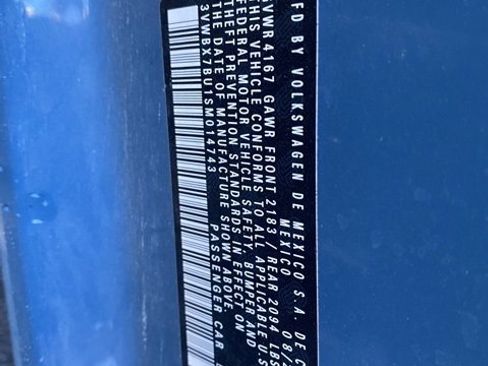 MFD BY VOLKSWAGEN DE MEXICO S.A. DE C
MEXICO 08/
GVWR 4167 GAWR FRONT 2183 / REAR 2094 LBS
THIS VEHICLE CONFORMS TO ALL APPLICABLE U.S
FEDERAL MOTOR VEHICLE SAFETY, BUMPER AND
THEFT PREVENTION STANDARDS IN EFFECT ON
THE DATE OF MANUFACTURE SHOWN ABOVE.
3VWBX7BU1SM014743 PASSENGER CAR